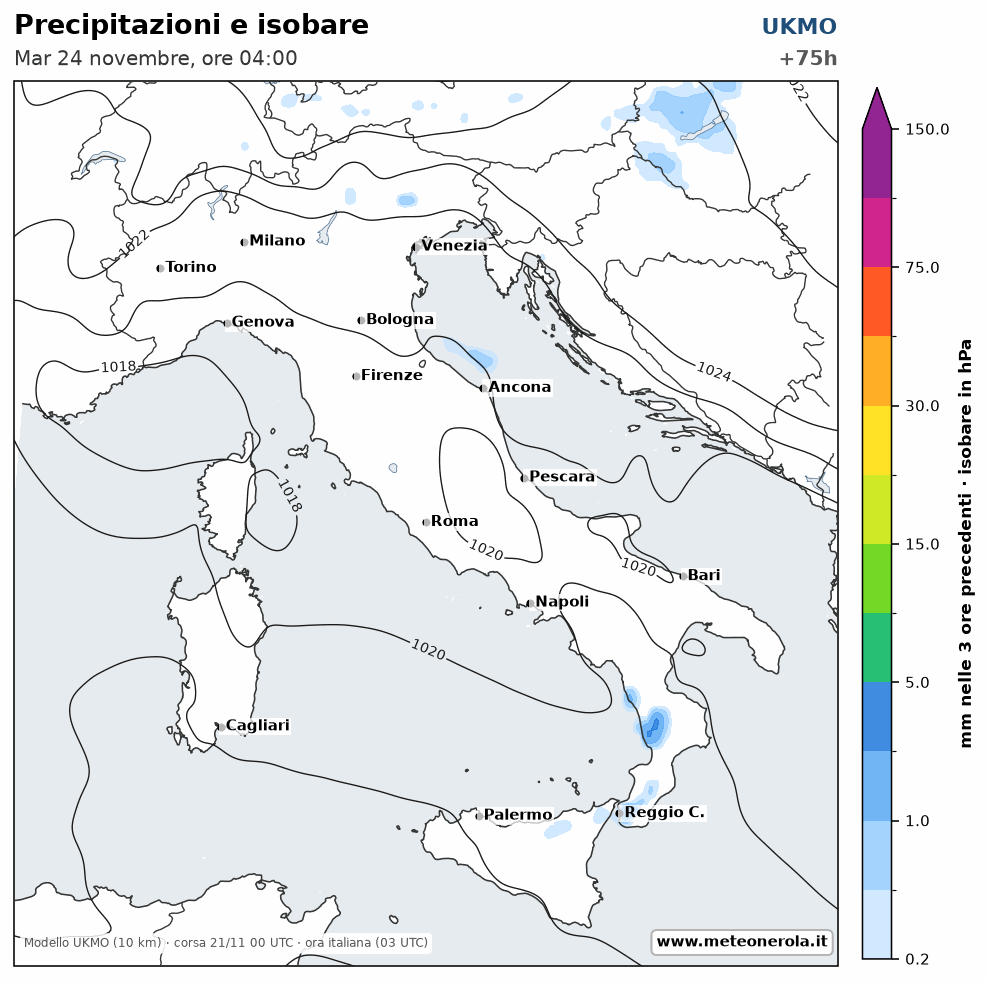 Precipitazioni e isobare
UKMO
Mar 24 novembre, ore 04:00
+75h
1022
1022
Milano
Venezia
Torino
Genova
Bologna
1018
Firenze
Ancona
1024
Pescara
1018
Roma
1020
1020
Bari
Napoli
1020
Cagliari
Palermo
Reggio C.
Modello UKMO (10 km) · corsa 21/11 00 UTC · ora italiana (03 UTC)
www.meteonerola.it
150.0
75.0
30.0
15.0
5.0
1.0
0.2
mm nelle 3 ore precedenti · isobare in hPa